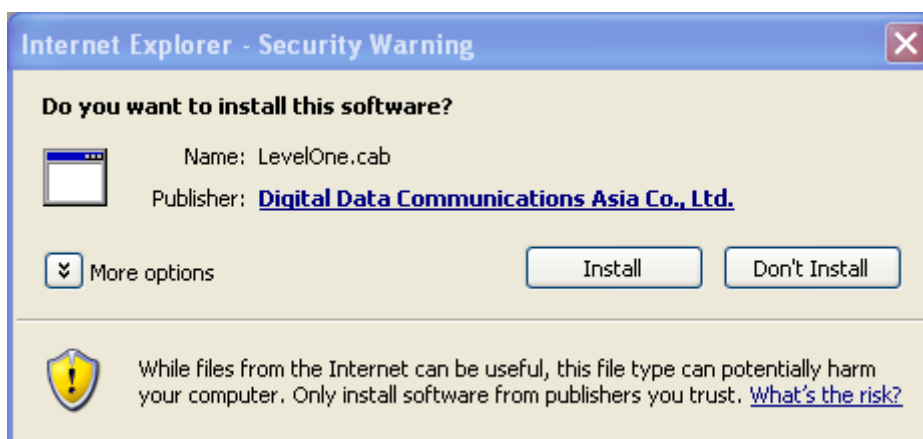 Internet Explorer - Security Warning
Do you want to install this software?
Name: LevelOne.cab
Publisher: Digital Data Communications Asia Co., Ltd.
More options
Install
Don't Install
While files from the Internet can be useful, this file type can potentially harm
your computer. Only install software from publishers you trust. What's the risk?